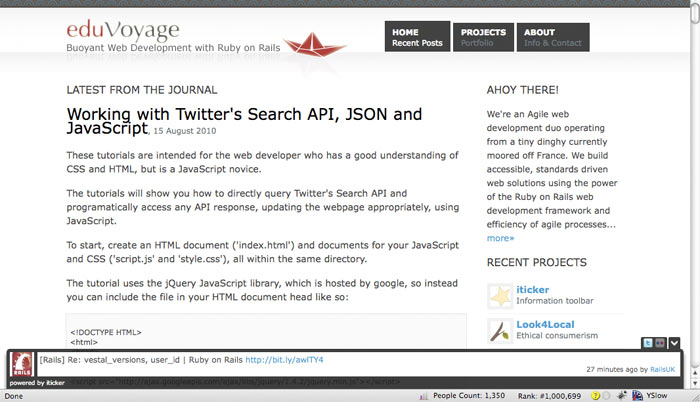 eduVoyage
Buoyant Web Development with Ruby on Rails
HOME
Recent Posts
PROJECTS
Portfolio
ABOUT
Info & Contact
LATEST FROM THE JOURNAL
Working with Twitter's Search API, JSON and
JavaScript, 15 August 2010
These tutorials are intended for the web developer who has a good understanding of
CSS and HTML, but is a JavaScript novice.
The tutorials will show you how to directly query Twitter's Search API and
programatically access any API response, updating the webpage appropriately, using
JavaScript.
To start, create an HTML document ('index.html') and documents for your JavaScript
and CSS ('script.js' and 'style.css'), all within the same directory.
The tutorial uses the jQuery JavaScript library, which is hosted by google, so instead
you can include the file in your HTML document head like so:
<!DOCTYPE HTML>
<html>
AHOY THERE!
We're an Agile web
development duo operating
from a tiny dinghy currently
moored off France. We build
accessible, standards driven
web solutions using the power
of the Ruby on Rails web
development framework and
efficiency of agile processes...
more»
RECENT PROJECTS
iticker
Information toolbar
Look4Local
Ethical consumerism
RAILS
[Rails] Re: vestal_versions, user_id | Ruby on Rails http://bit.ly/awlTY4
27 minutes ago by RailsUK
powered by iticker
<script src="http://ajax.googleapis.com/ajax/libs/jquery/1.4.2/jquery.min.js"></script>
Done
People Count: 1,350
Rank: #1,000,699
YSlow